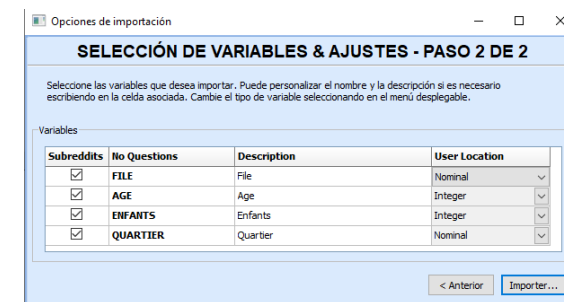 Opciones de importación
SELECCIÓN DE VARIABLES & AJUSTES - PASO 2 DE 2
Seleccione las variables que desea importar. Puede personalizar el nombre y la descripción si es necesario
escribiendo en la celda asociada. Cambie el tipo de variable seleccionando en el menú desplegable.
Variables
Subreddits No Questions Description User Location
FILE File Nominal
AGE Age Integer
ENFANTS Enfants Integer
QUARTIER Quartier Nominal
< Anterior Importer...